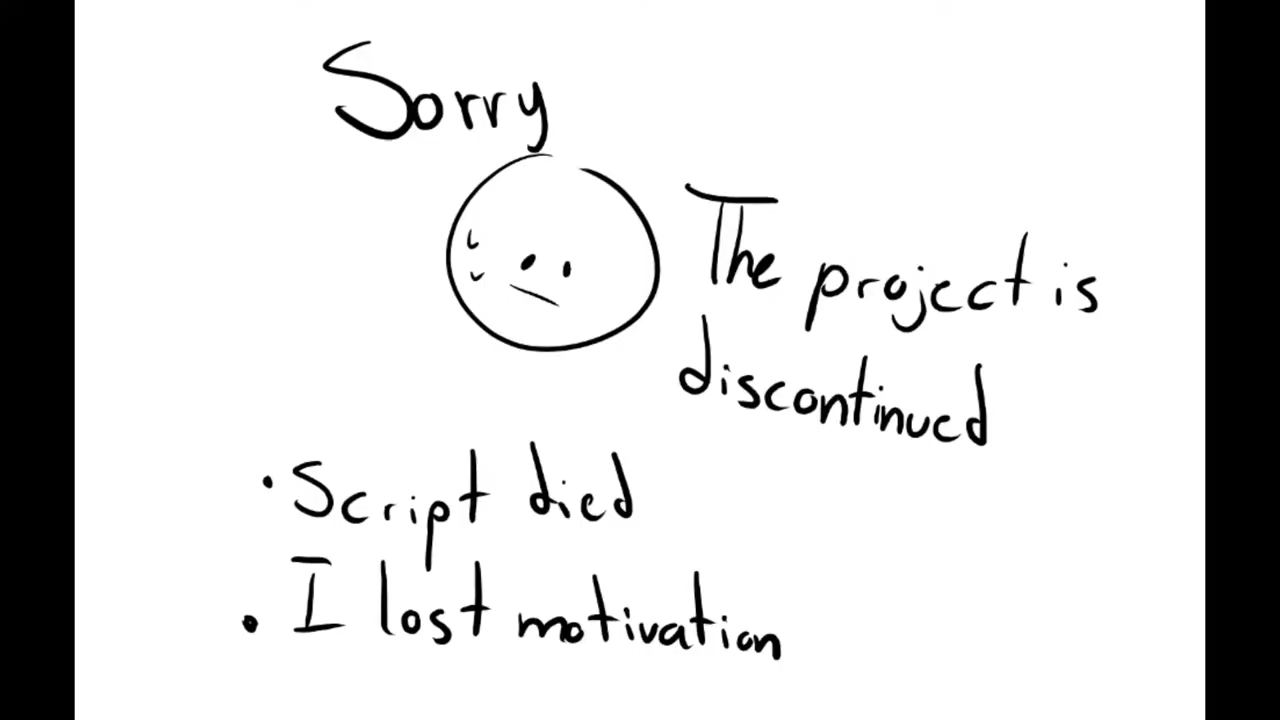 Sorry
The project is
discontinued
• Script died
• I lost motivation